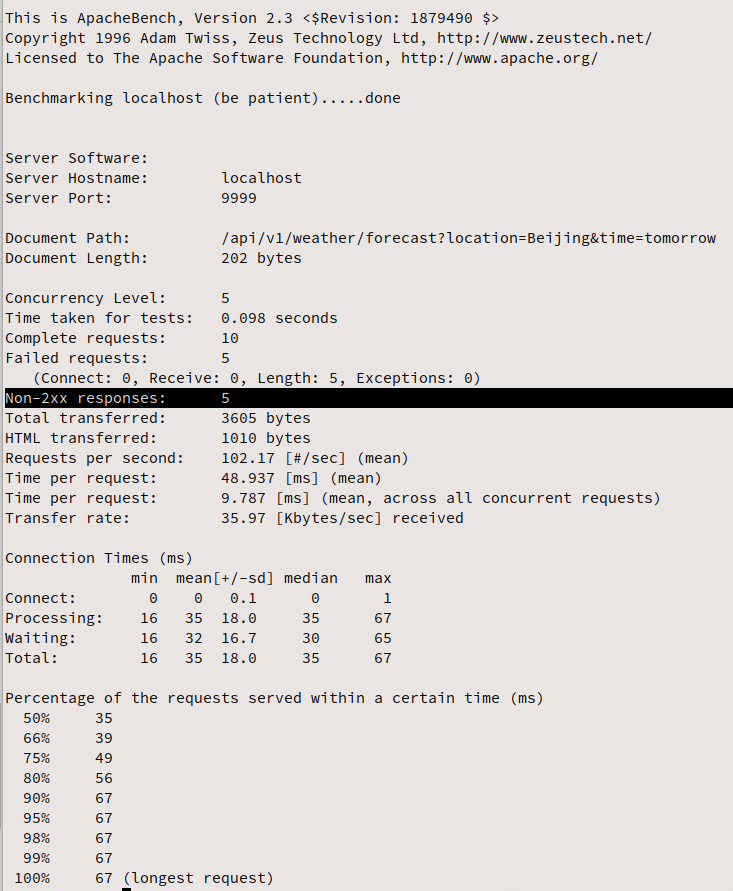 This is ApacheBench, Version 2.3 <$Revision: 1879490 $>
Copyright 1996 Adam Twiss, Zeus Technology Ltd, http://www.zeustech.net/
Licensed to The Apache Software Foundation, http://www.apache.org/

Benchmarking localhost (be patient).....done


Server Software:
Server Hostname:        localhost
Server Port:            9999

Document Path:          /api/v1/weather/forecast?location=Beijing&time=tomorrow
Document Length:        202 bytes

Concurrency Level:      5
Time taken for tests:   0.098 seconds
Complete requests:      10
Failed requests:        5
   (Connect: 0, Receive: 0, Length: 5, Exceptions: 0)
Non-2xx responses:      5
Total transferred:      3605 bytes
HTML transferred:       1010 bytes
Requests per second:    102.17 [#/sec] (mean)
Time per request:       48.937 [ms] (mean)
Time per request:       9.787 [ms] (mean, across all concurrent requests)
Transfer rate:          35.97 [Kbytes/sec] received

Connection Times (ms)
              min  mean[+/-sd] median   max
Connect:        0    0   0.1      0       1
Processing:    16   35  18.0     35      67
Waiting:       16   32  16.7     30      65
Total:         16   35  18.0     35      67

Percentage of the requests served within a certain time (ms)
  50%     35
  66%     39
  75%     49
  80%     56
  90%     67
  95%     67
  98%     67
  99%     67
 100%     67 (longest request)